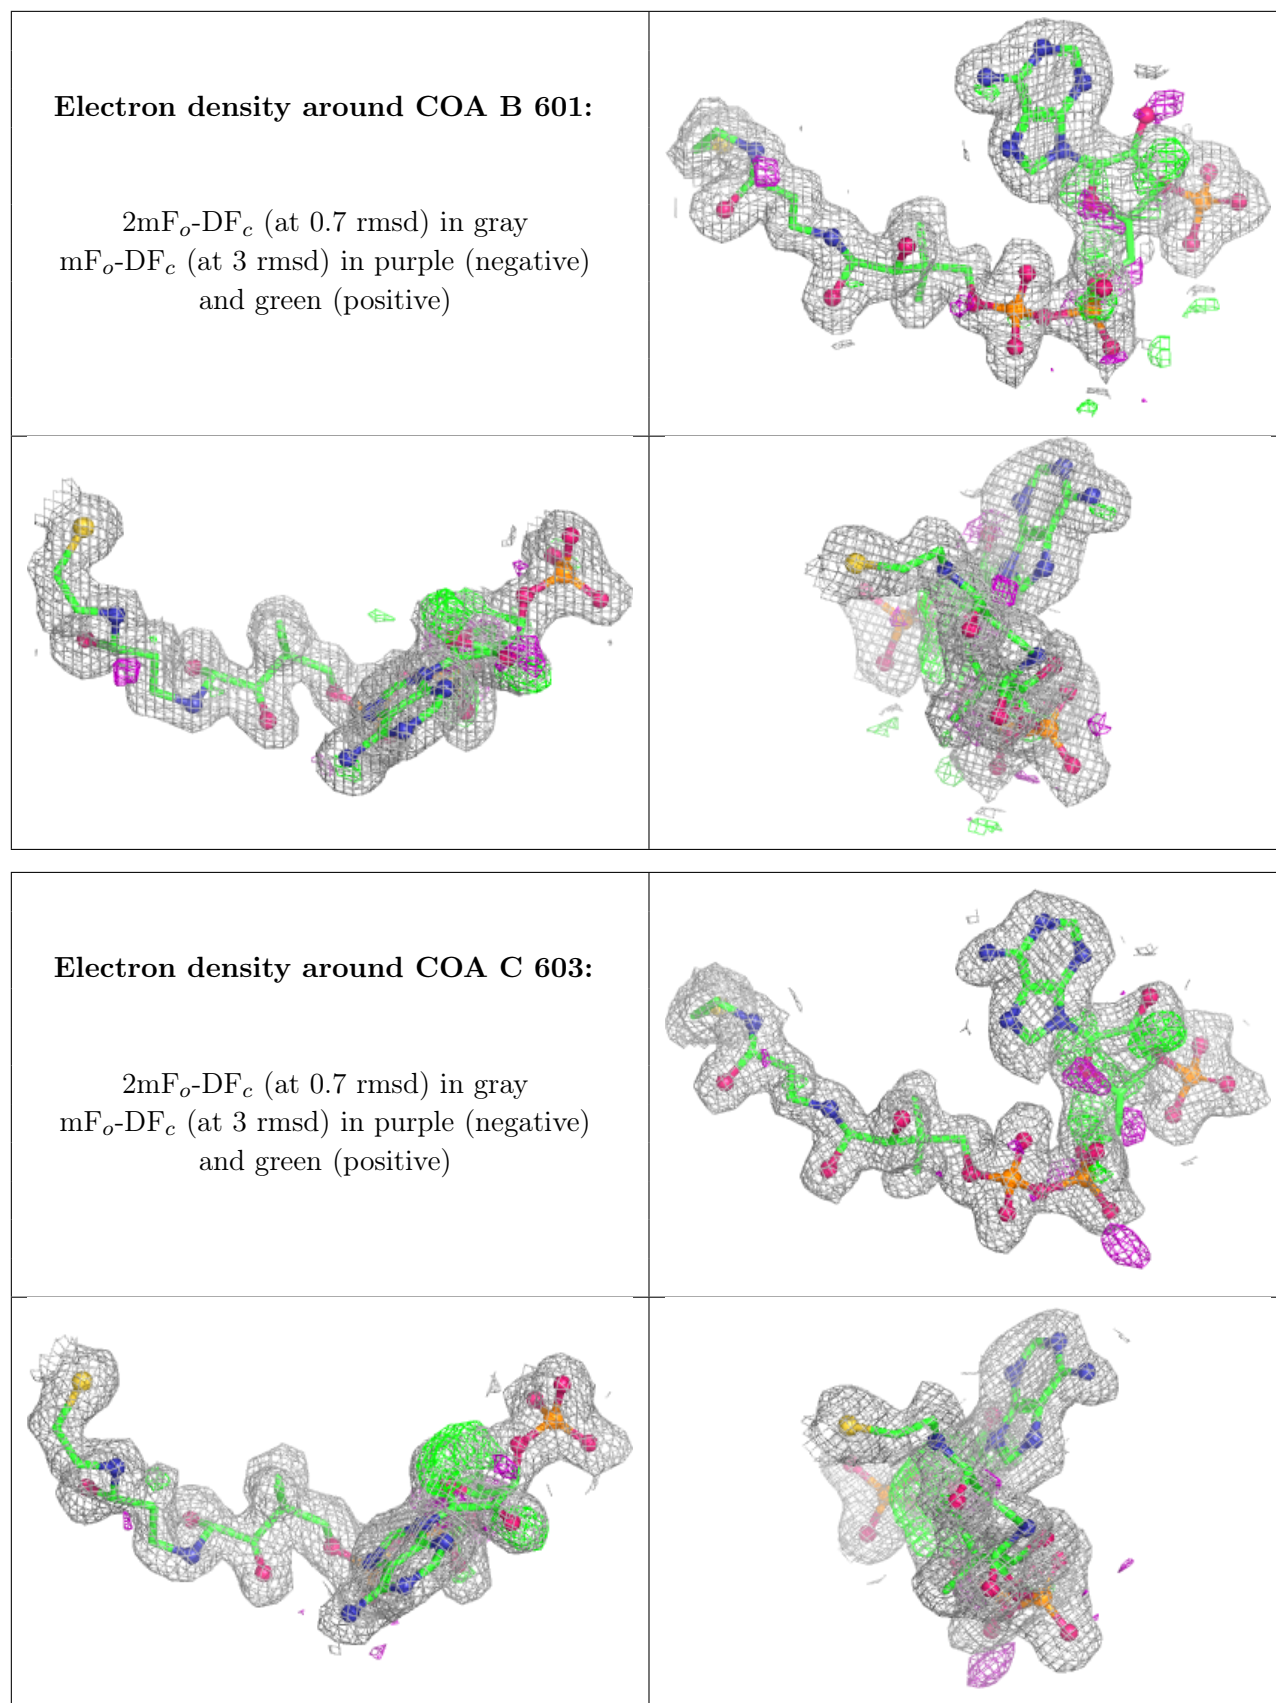 Electron density around COA B 601:
2mFo-DFc (at 0.7 rmsd) in gray
mFo-DFc (at 3 rmsd) in purple (negative)
and green (positive)
Electron density around COA C 603:
2mFo-DFc (at 0.7 rmsd) in gray
mFo-DFc (at 3 rmsd) in purple (negative)
and green (positive)